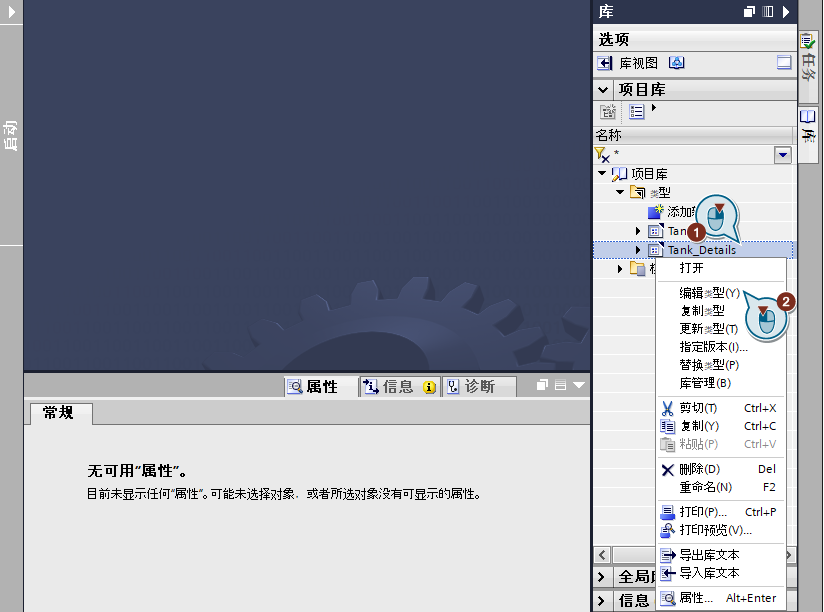 库
选项
库视图
项目库
名称
*
项目库
类型
添加
Tan
1
Tank_Details
打开
编辑类型(Y)
2
复制类型
更新类型(T)
指定版本(I)...
替换类型(P)
库管理(B)
剪切(T) Ctrl+X
复制(Y) Ctrl+C
粘贴(P) Ctrl+V
删除(D) Del
重命名(N) F2
打印(P)... Ctrl+P
打印预览(V)...
导出库文本
导入库文本
属性... Alt+Enter
全局
信息
任务
库
启动
属性
信息
诊断
常规
无可用"属性"。
目前未显示任何"属性"。可能未选择对象，或者所选对象没有可显示的属性。